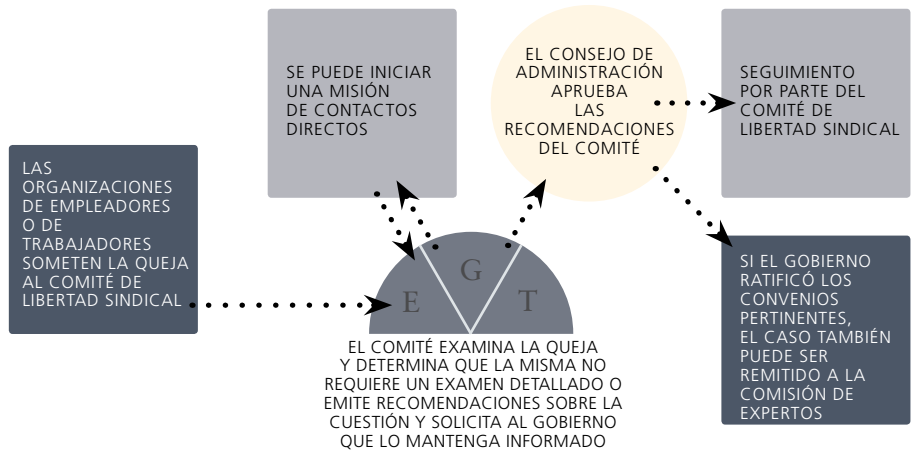 LAS
ORGANIZACIONES
DE EMPLEADORES
O DE
TRABAJADORES
SOMETEN LA QUEJA
AL COMITÉ DE
LIBERTAD SINDICAL
SE PUEDE INICIAR
UNA MISIÓN
DE CONTACTOS
DIRECTOS
E
G
T
EL COMITÉ EXAMINA LA QUEJA
Y DETERMINA QUE LA MISMA NO
REQUIERE UN EXAMEN DETALLADO O
EMITE RECOMENDACIONES SOBRE LA
CUESTIÓN Y SOLICITA AL GOBIERNO
QUE LO MANTENGA INFORMADO
EL CONSEJO DE
ADMINISTRACIÓN
APRUEBA
LAS
RECOMENDACIONES
DEL COMITÉ
SEGUIMIENTO
POR PARTE DEL
COMITÉ DE
LIBERTAD SINDICAL
SI EL GOBIERNO
RATIFICÓ LOS
CONVENIOS
PERTINENTES,
EL CASO TAMBIÉN
PUEDE SER
REMITIDO A LA
COMISIÓN DE
EXPERTOS